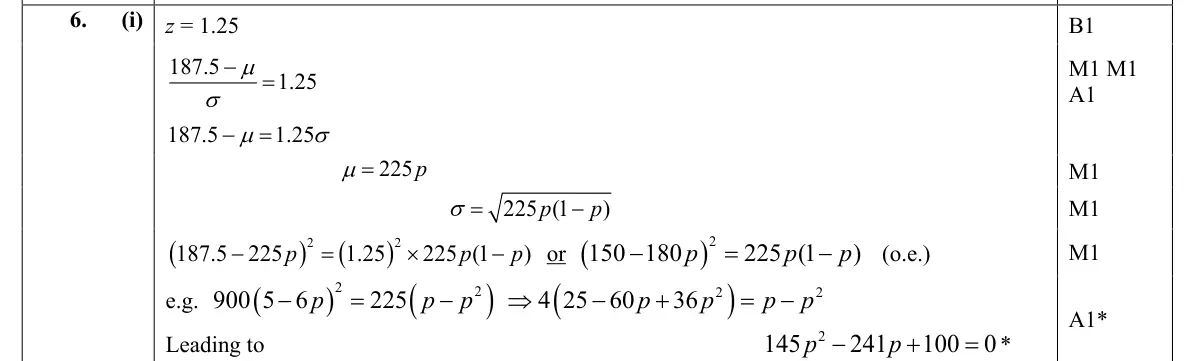 6. (i) z = 1.25 B1
(187.5 − μ)/σ = 1.25 M1 M1
A1
187.5 − μ = 1.25σ
μ = 225p M1
σ = √(225p(1 − p)) M1
(187.5 − 225p)² = (1.25)² × 225p(1 − p) or (150 − 180p)² = 225p(1 − p) (o.e.) M1
e.g. 900(5 − 6p)² = 225(p − p²) ⇒ 4(25 − 60p + 36p²) = p − p²
A1*
Leading to 145p² − 241p + 100 = 0 *